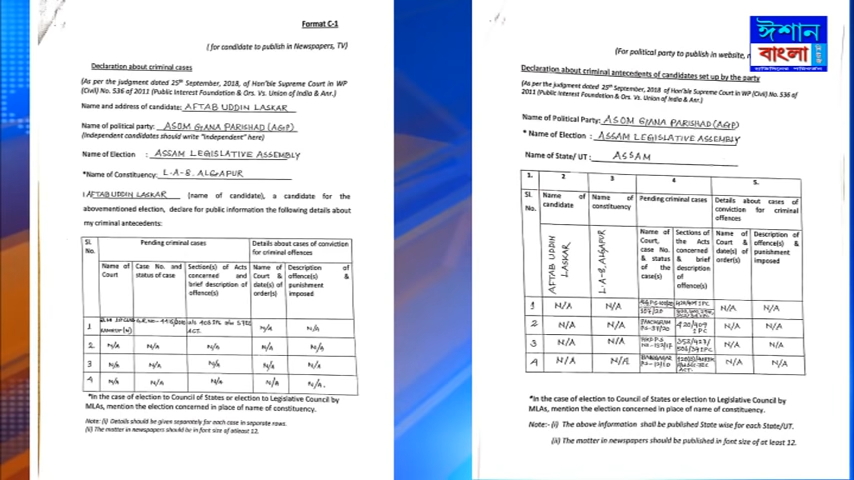 Format C-1
(for candidate to publish in Newspapers, TV)
Declaration about criminal cases
(As per the judgment dated 25th September, 2018, of Hon'ble Supreme Court in WP
(Civil) No. 536 of 2011 (Public Interest Foundation & Ors. Vs. Union of India & Anr.)
Name and address of candidate: AFTAB UDDIN LASKAR
Name of political party: ASOM GANA PARISHAD (AGP)
(Independent candidates should write "Independent" here)
Name of Election : ASSAM LEGISLATIVE ASSEMBLY
*Name of Constituency: L-A-8, ALGAPUR
I AFTAB UDDIN LASKAR (name of candidate), a candidate for the
abovementioned election, declare for public information the following details about
my criminal antecedents:
Sl. No. Pending criminal cases Details about cases of conviction for criminal offences
Name of Court Case No. and status of case Section(s) of Acts concerned and brief description of offence(s) Name of Court & date(s) of order(s) Description of offence(s) & punishment imposed
1. N/A N/A
2. N/A N/A N/A N/A N/A
3 N/A N/A N/A N/A N/A
4 N/A N/A N/A N/A N/A.
*In the case of election to Council of States or election to Legislative Council by
MLAs, mention the election concerned in place of name of constituency.
Note: (i) Details should be given separately for each case in separate rows.
(ii) The matter in newspapers should be in font size of atleast 12.
ঈশান
বাংলা
(For political party to publish in website,
Declaration about criminal antecedents of candidates set up by the party
(As per the judgment dated 25th September, 2018, of Hon'ble Supreme Court in WP (Civil) No. 536 of
2011 (Public Interest Foundation & Ors. Vs. Union of India & Anr.)
Name of Political Party: ASOM GANA PARISHAD (AGP)
* Name of Election : ASSAM LEGISLATIVE ASSEMBLY
Name of State/ UT : ASSAM
1. 2 3 4 5.
Sl. No. Name of candidate Name of constituency Pending criminal cases Details about cases of conviction for criminal offences
AFTAB UDDIN LASKAR L-A-8, ALGAPUR Name of Court, case No. & status of the case(s) Sections of the Acts concerned & brief description of offence(s) Name of Court & date(s) of order(s) Description of offence(s) & punishment imposed
1 N/A N/A N/A N/A
2 N/A N/A 420/409 IPC N/A N/A
3 N/A N/A N/A N/A
4 N/A N/A N/A N/A
*In the case of election to Council of States or election to Legislative Council by
MLAs, mention the election concerned in place of name of constituency.
Note:- (i) The above information shall be published State wise for each State/UT.
(ii) The matter in newspapers should be published in font size of at least 12.